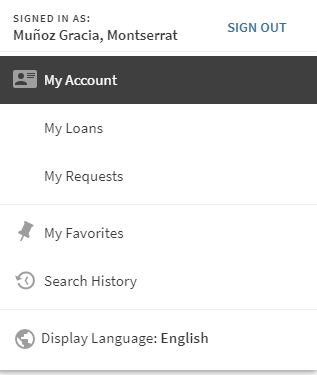 SIGNED IN AS:
Muñoz Gracia, Montserrat
SIGN OUT
My Account
My Loans
My Requests
My Favorites
Search History
Display Language: English